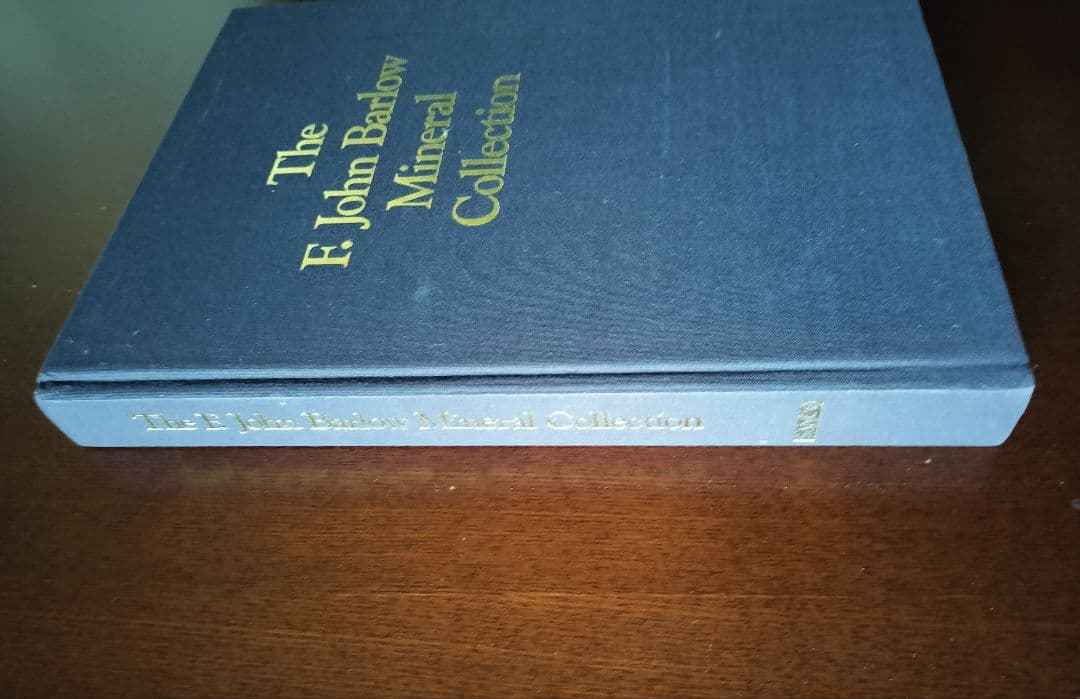 The
F. John Barlow
Mineral
Collection
The F. John Barlow Mineral Collection